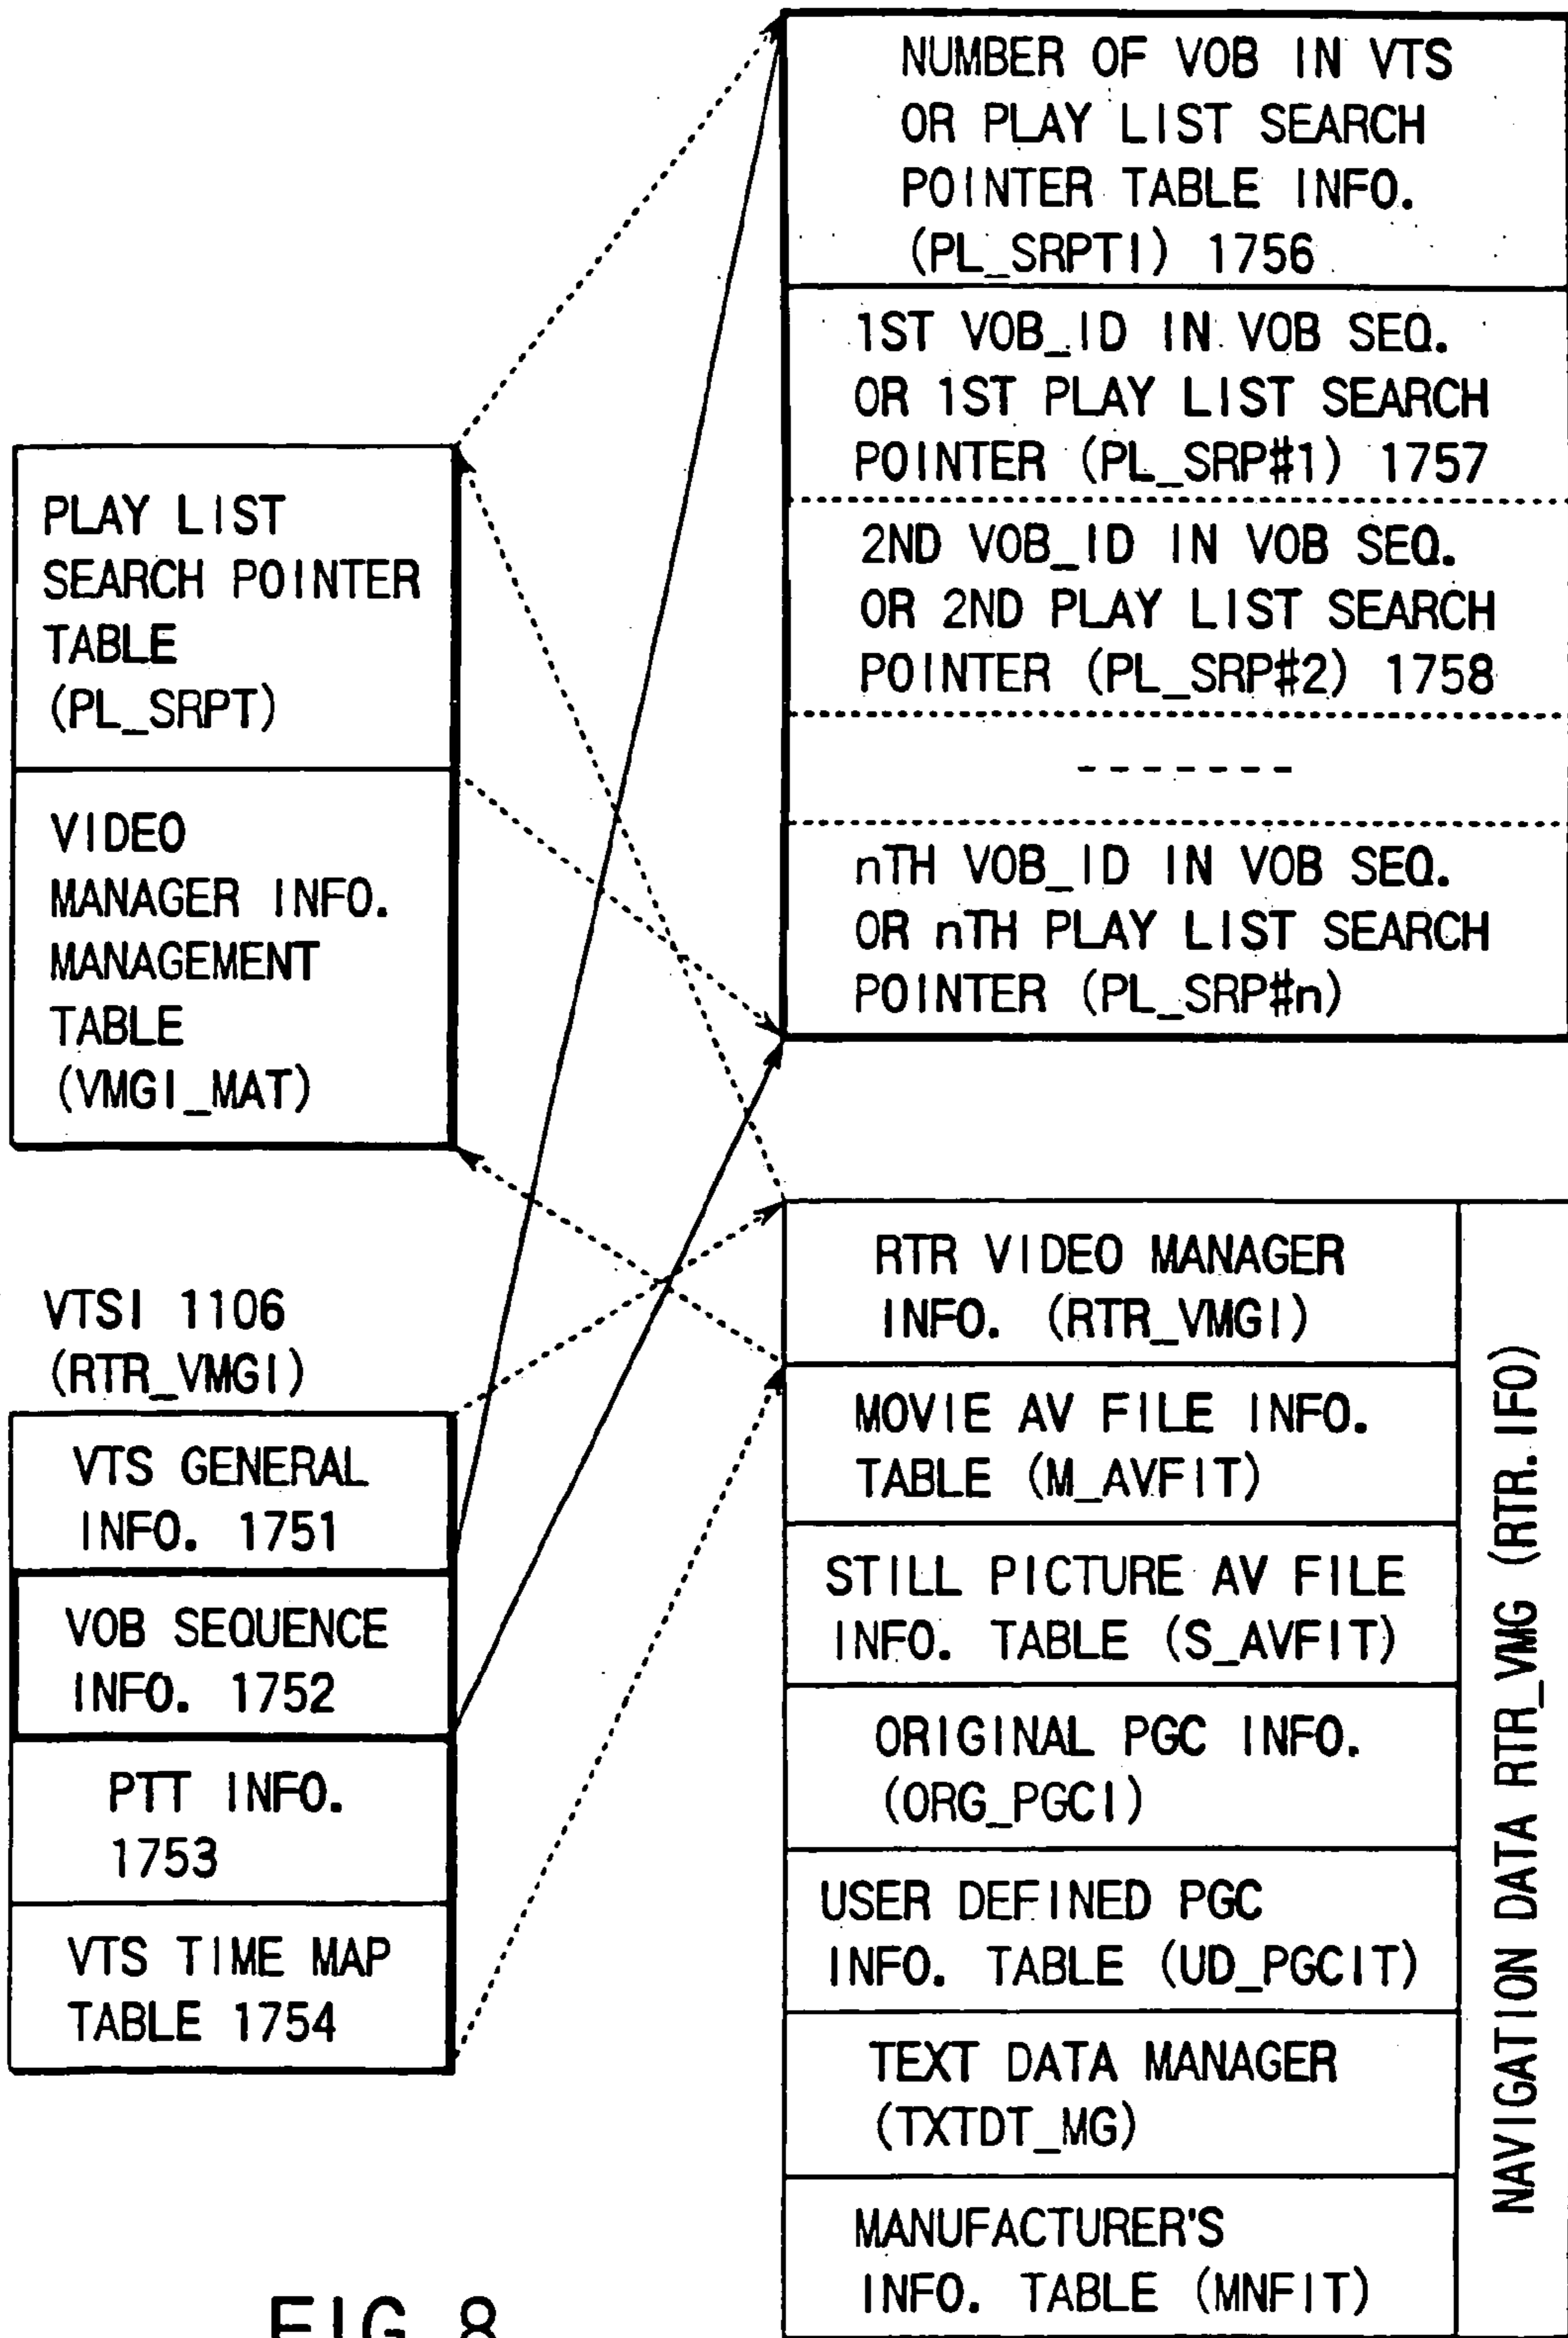 NUMBER OF VOB IN VTS
OR PLAY LIST SEARCH
POINTER TABLE INFO.
(PL_SRPTI) 1756
1ST VOB_ID IN VOB SEQ.
OR 1ST PLAY LIST SEARCH
POINTER (PL_SRP#1) 1757
2ND VOB_ID IN VOB SEQ.
OR 2ND PLAY LIST SEARCH
POINTER (PL_SRP#2) 1758
-------
nTH VOB_ID IN VOB SEQ.
OR nTH PLAY LIST SEARCH
POINTER (PL_SRP#n)
PLAY LIST
SEARCH POINTER
TABLE
(PL_SRPT)
VIDEO
MANAGER INFO.
MANAGEMENT
TABLE
(VMGI_MAT)
VTSI 1106
(RTR_VMGI)
VTS GENERAL
INFO. 1751
VOB SEQUENCE
INFO. 1752
PTT INFO.
1753
VTS TIME MAP
TABLE 1754
RTR VIDEO MANAGER
INFO. (RTR_VMGI)
MOVIE AV FILE INFO.
TABLE (M_AVFIT)
STILL PICTURE AV FILE
INFO. TABLE (S_AVFIT)
ORIGINAL PGC INFO.
(ORG_PGCI)
USER DEFINED PGC
INFO. TABLE (UD_PGCIT)
TEXT DATA MANAGER
(TXTDT_MG)
MANUFACTURER'S
INFO. TABLE (MNFIT)
NAVIGATION DATA RTR_VMG (RTR.IFO)
FIG. 8